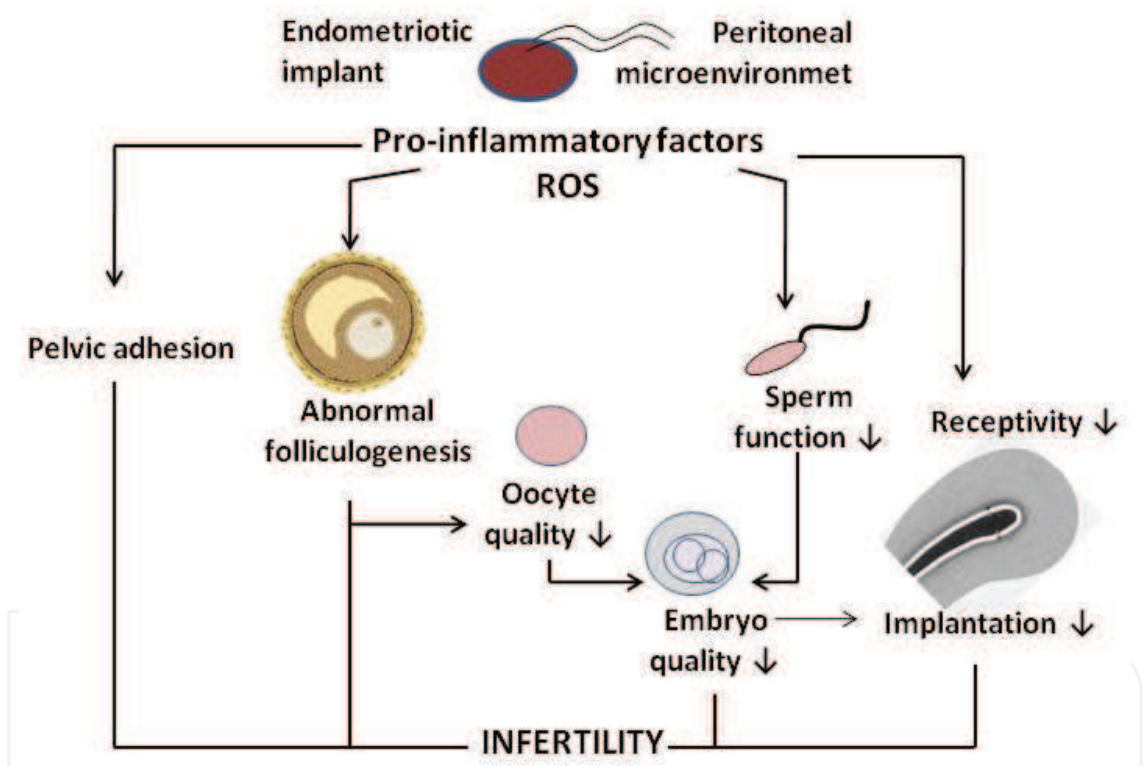 Endometriotic
implant
Peritoneal
microenvironmet
Pro-inflammatory factors
ROS
Pelvic adhesion
Abnormal
folliculogenesis
Oocyte
quality ↓
Sperm
function ↓
Receptivity ↓
Embryo
quality ↓
Implantation ↓
INFERTILITY